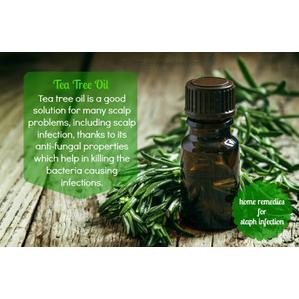 Tea Tree Oil
Tea tree oil is a good
solution for many scalp
problems, including scalp
infection, thanks to its
anti-fungal properties
which help in killing the
bacteria causing
infections.
home remedies
for
staph infection